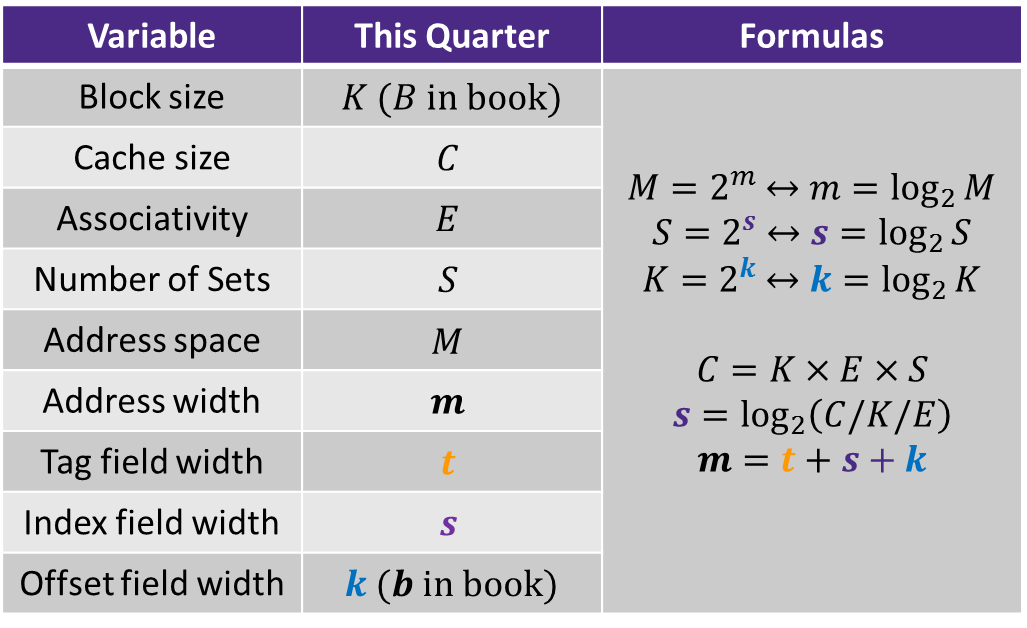 Variable This Quarter Formulas
Block size K (B in book)
Cache size C
Associativity E
Number of Sets S
Address space M
Address width m
Tag field width t
Index field width s
Offset field width k (b in book)
M = 2^m ↔ m = log₂ M
S = 2^s ↔ s = log₂ S
K = 2^k ↔ k = log₂ K
C = K × E × S
s = log₂(C/K/E)
m = t + s + k